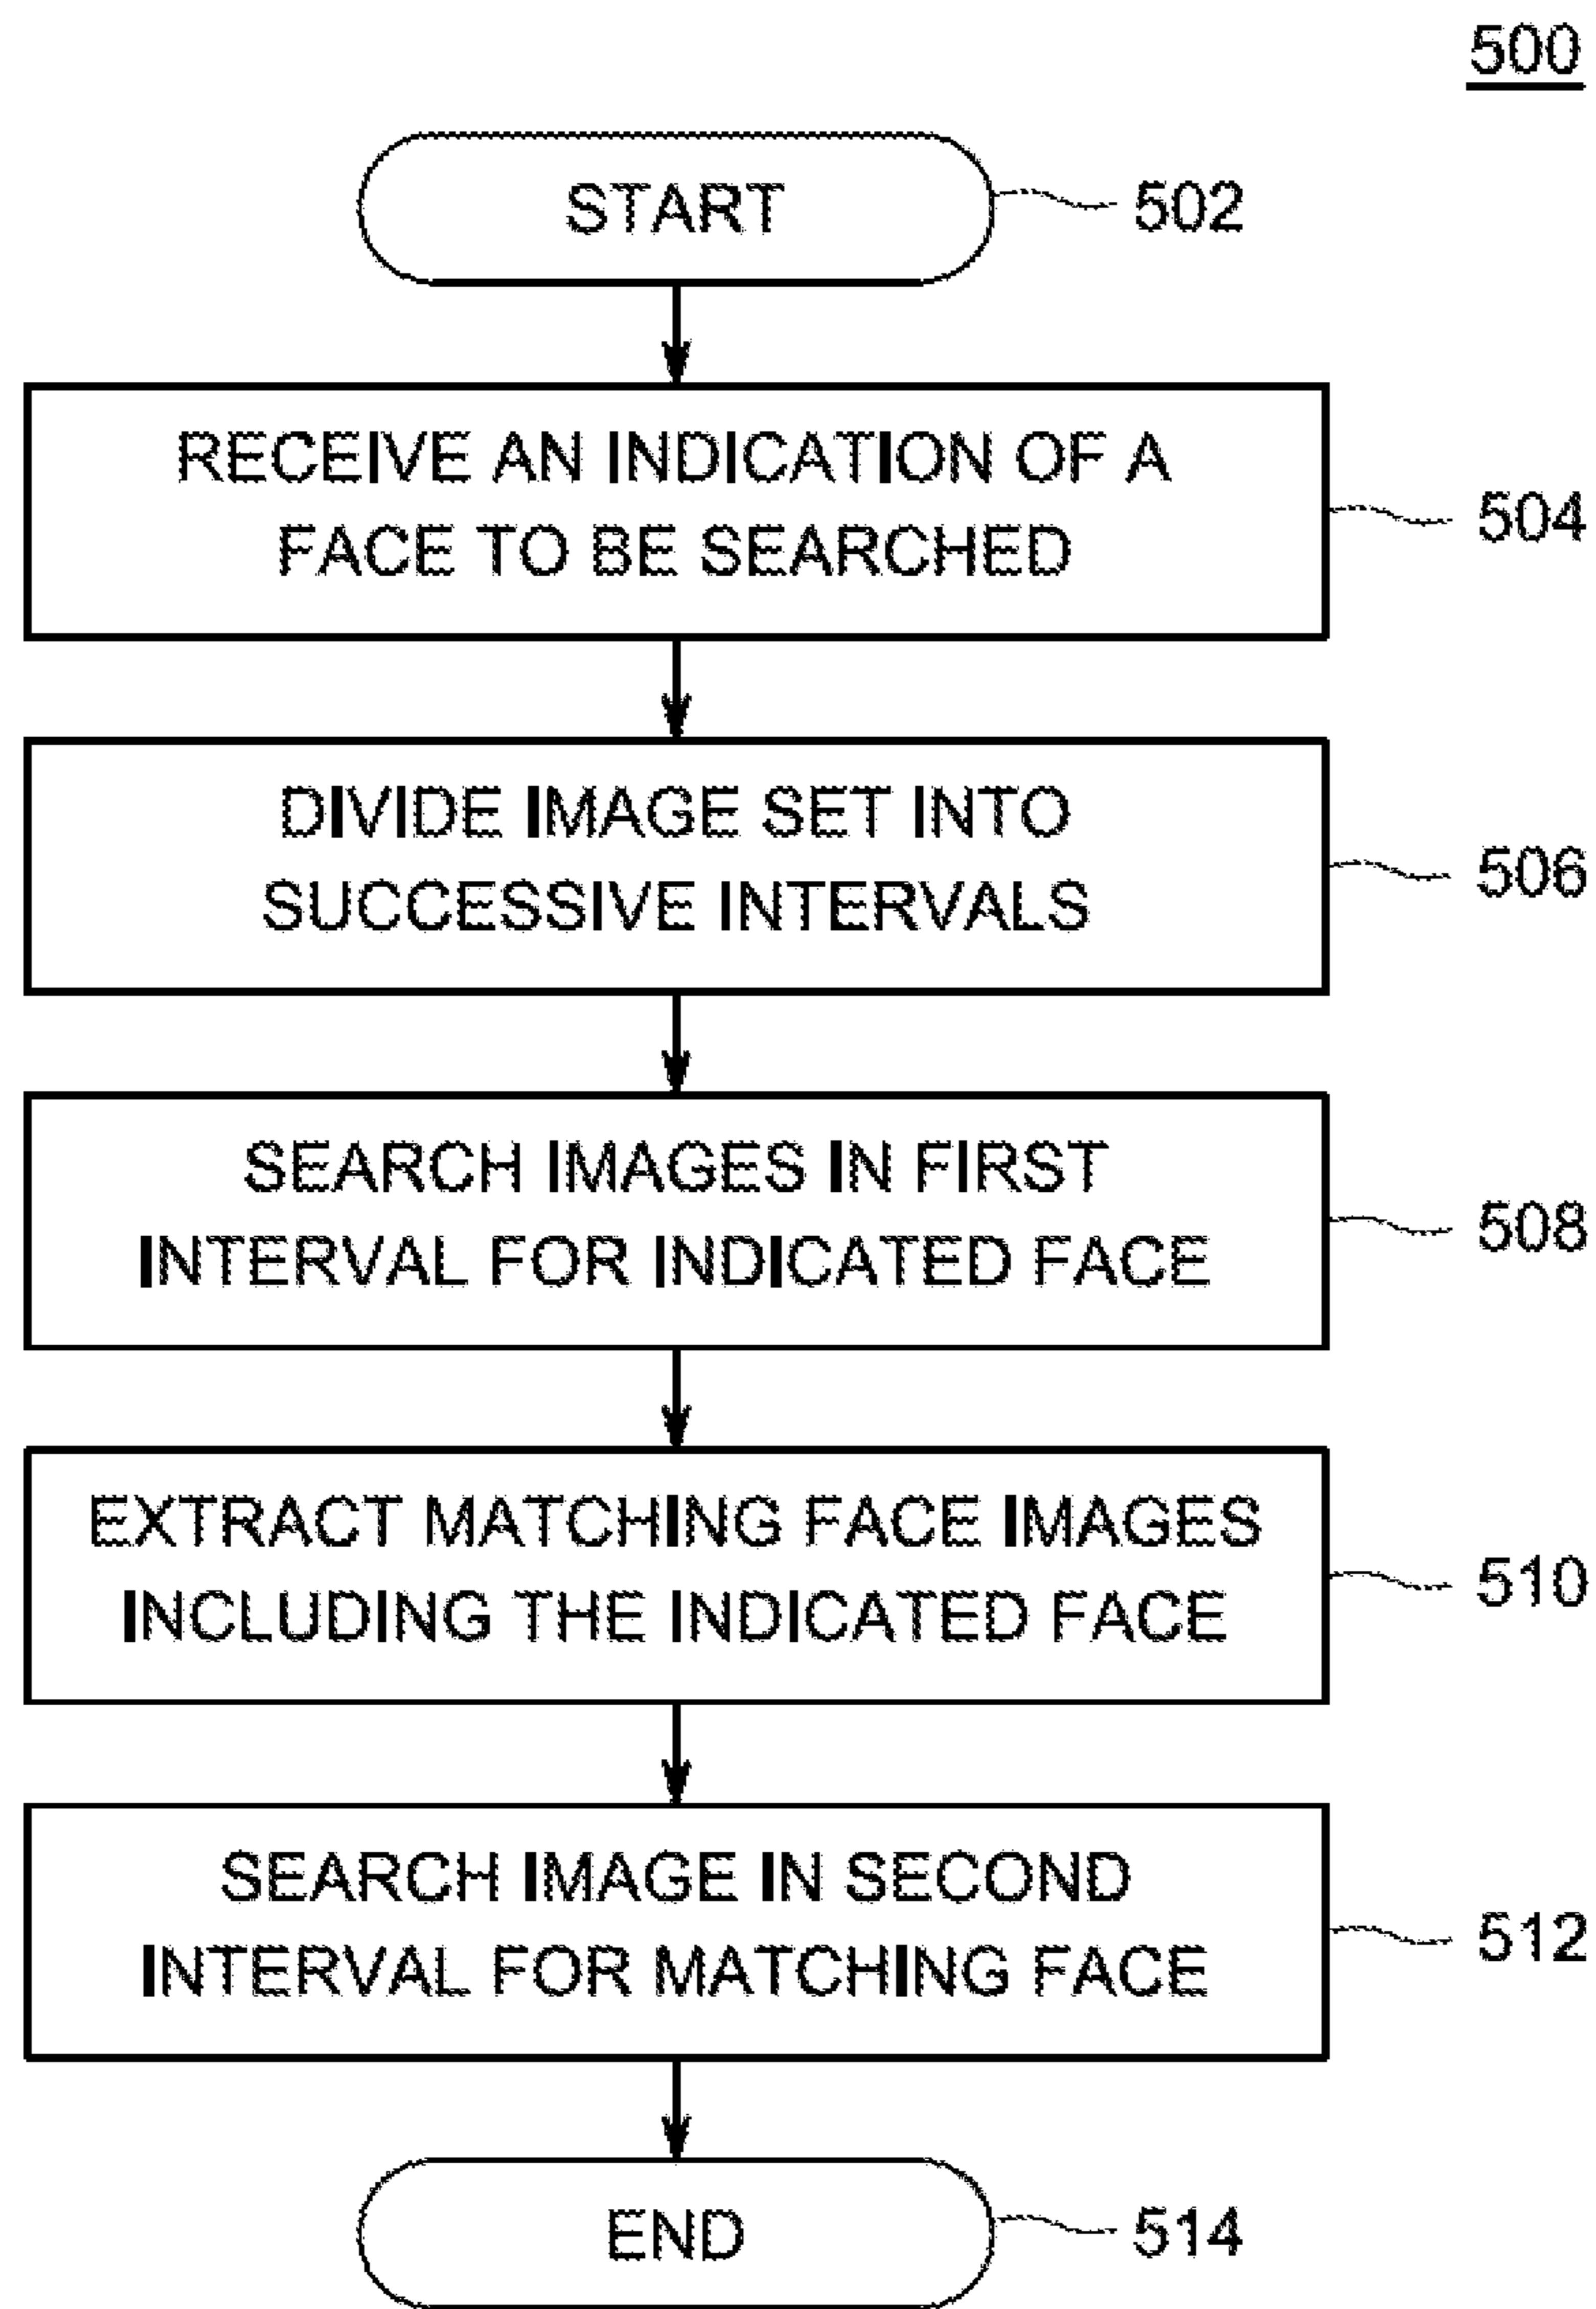 500
START
502
RECEIVE AN INDICATION OF A
FACE TO BE SEARCHED
504
DIVIDE IMAGE SET INTO
SUCCESSIVE INTERVALS
506
SEARCH IMAGES IN FIRST
INTERVAL FOR INDICATED FACE
508
EXTRACT MATCHING FACE IMAGES
INCLUDING THE INDICATED FACE
510
SEARCH IMAGE IN SECOND
INTERVAL FOR MATCHING FACE
512
END
514